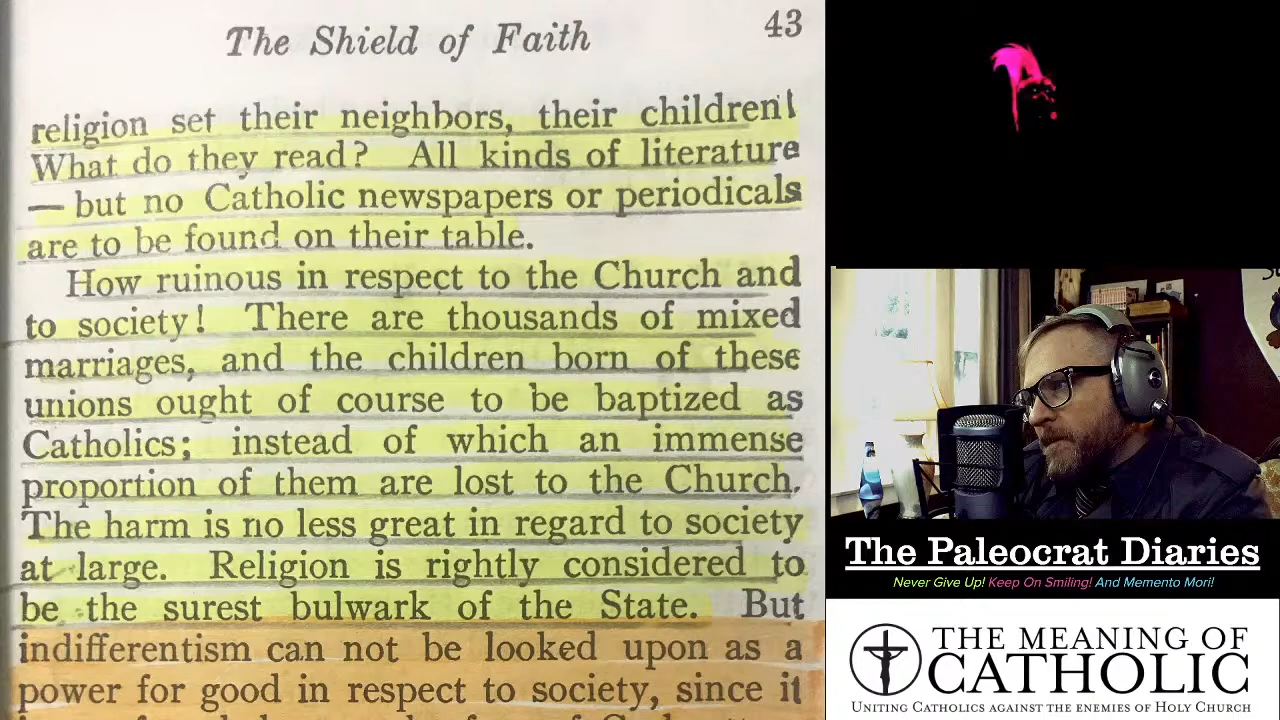 The Shield of Faith 43
religion set their neighbors, their children!
What do they read? All kinds of literature
— but no Catholic newspapers or periodicals
are to be found on their table.
How ruinous in respect to the Church and
to society! There are thousands of mixed
marriages, and the children born of these
unions ought of course to be baptized as
Catholics; instead of which an immense
proportion of them are lost to the Church.
The harm is no less great in regard to society
at large. Religion is rightly considered to
be the surest bulwark of the State. But
indifferentism can not be looked upon as a
power for good in respect to society, since it
The Paleocrat Diaries
Never Give Up! Keep On Smiling! And Memento Mori!
THE MEANING OF
CATHOLIC
UNITING CATHOLICS AGAINST THE ENEMIES OF HOLY CHURCH